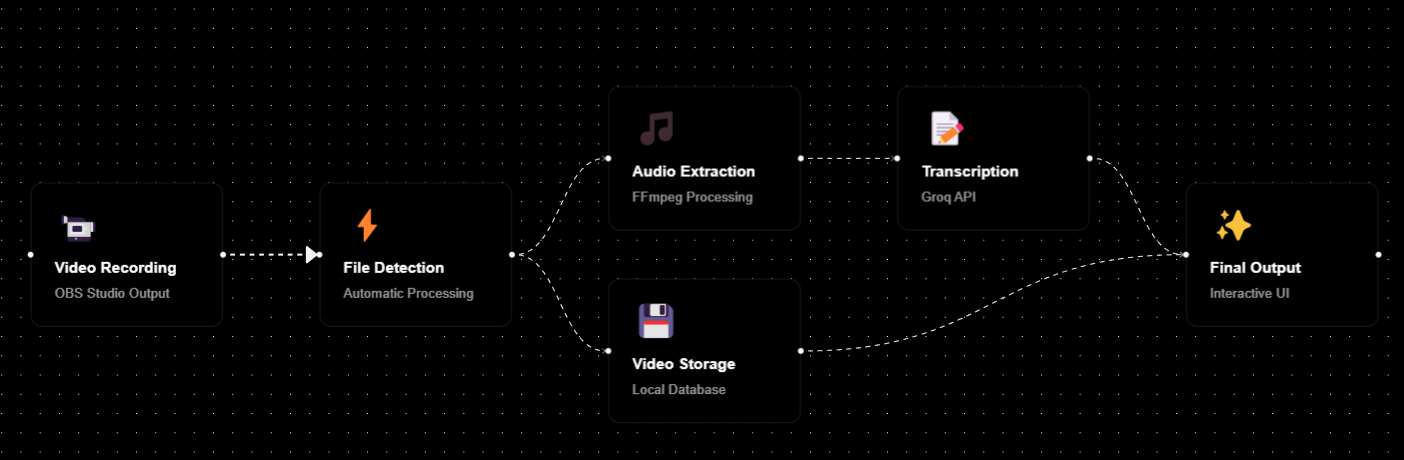 Video Recording
OBS Studio Output
File Detection
Automatic Processing
Audio Extraction
FFmpeg Processing
Video Storage
Local Database
Transcription
Groq API
Final Output
Interactive UI